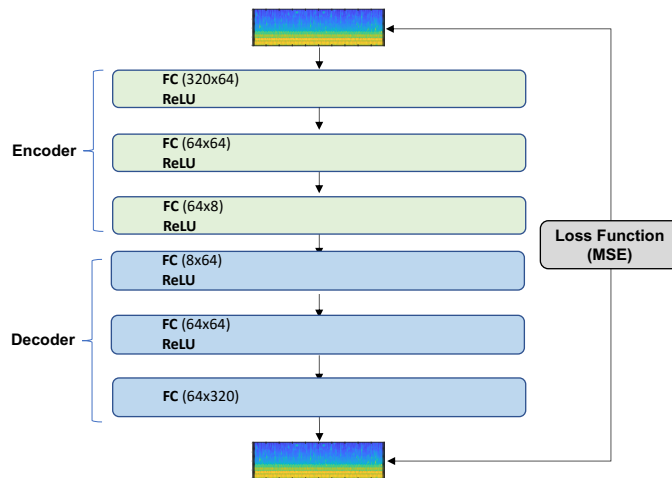 FC (320x64)
ReLU
Encoder
FC (64x64)
ReLU
FC (64x8)
ReLU
Loss Function
(MSE)
FC (8x64)
ReLU
Decoder
FC (64x64)
ReLU
FC (64x320)